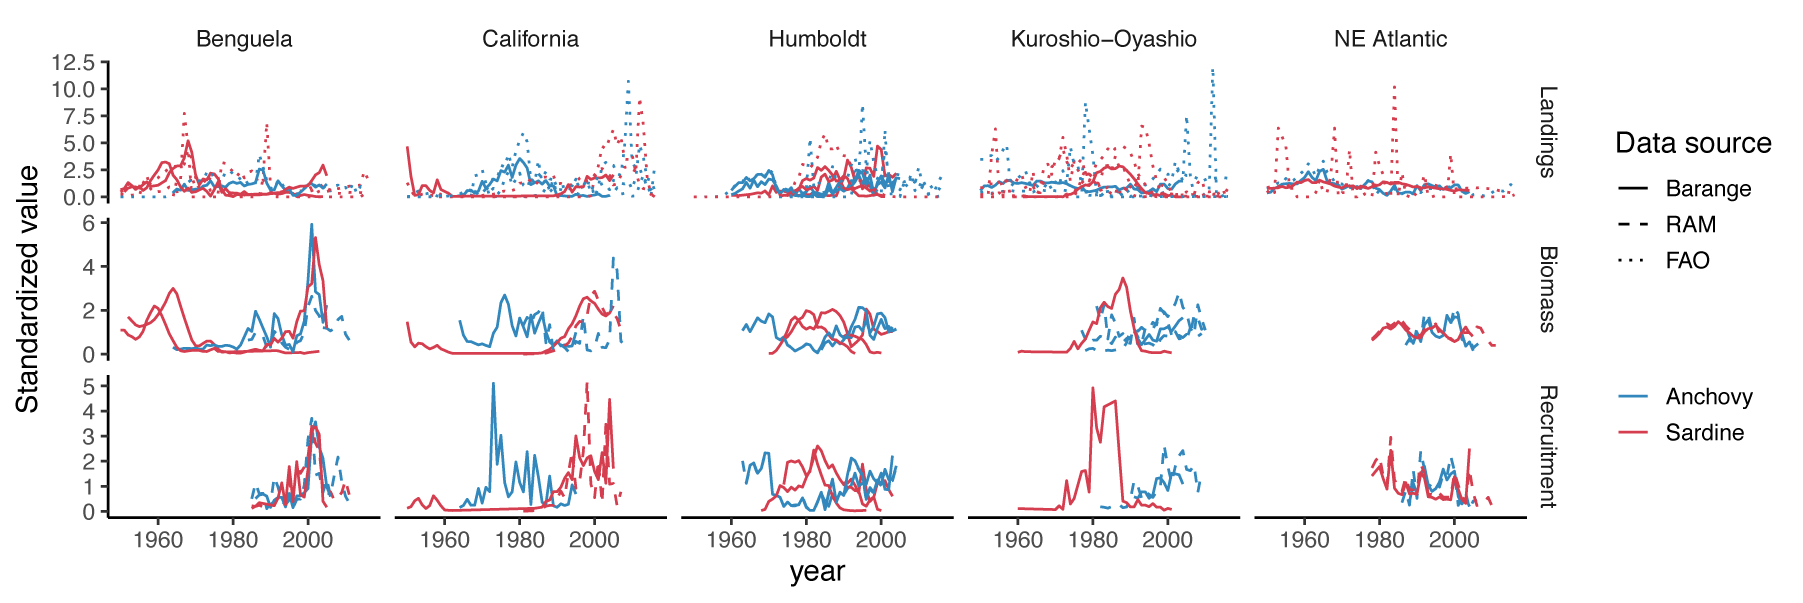 Benguela California Humboldt Kuroshio−Oyashio NE Atlantic
12.5
10.0
7.5
5.0
2.5
0.0
Landings
6
4
2
0
Biomass
5
4
3
2
1
0
Recruitment
Standardized value
1960 1980 2000 1960 1980 2000 1960 1980 2000 1960 1980 2000 1960 1980 2000
year
Data source
Barange
RAM
FAO
Anchovy
Sardine